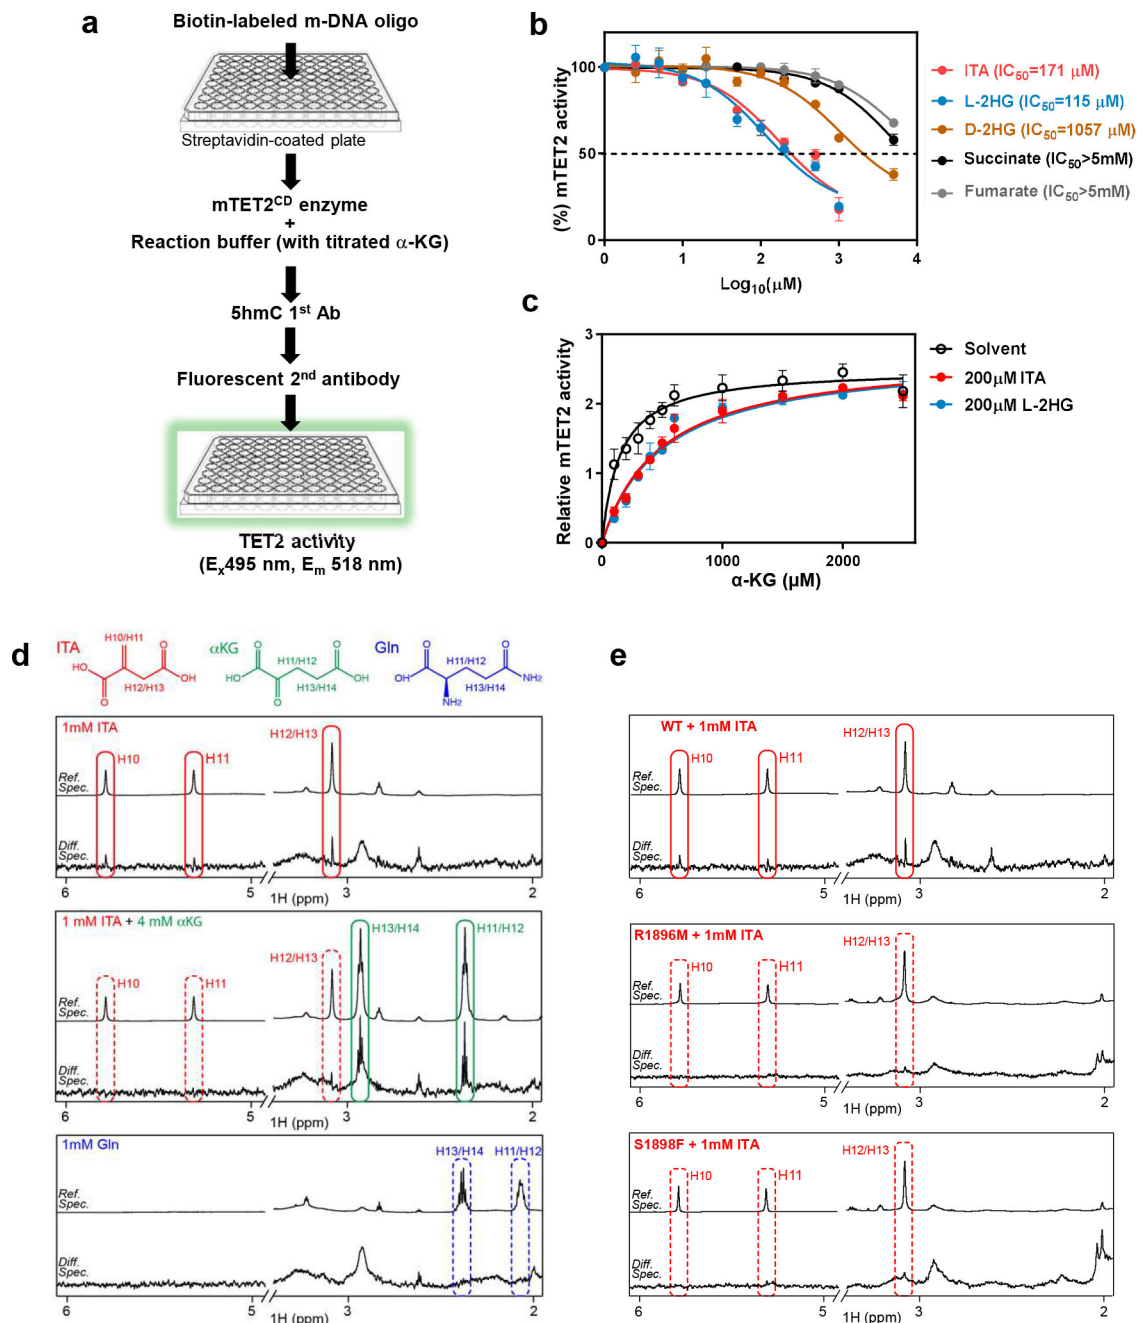 a
Biotin-labeled m-DNA oligo
Streptavidin-coated plate
mTET2CD enzyme
+
Reaction buffer (with titrated α-KG)
5hmC 1st Ab
Fluorescent 2nd antibody
TET2 activity
(Ex495 nm, Em 518 nm)
b
(%) mTET2 activity
100
50
0
0 1 2 3 4
Log10(μM)
ITA (IC50=171 μM)
L-2HG (IC50=115 μM)
D-2HG (IC50=1057 μM)
Succinate (IC50>5mM)
Fumarate (IC50>5mM)
c
Relative mTET2 activity
3
2
1
0
0 1000 2000
α-KG (μM)
Solvent
200μM ITA
200μM L-2HG
d
ITA
H10/H11
O
HO
OH
O
H12/H13
αKG
O
O
H11/H12
HO
OH
O
H13/H14
Gln
O
O
H11/H12
OH
NH2
H13/H14
NH2
1mM ITA
H10
H11
H12/H13
Ref. Spec.
Diff. Spec.
6 5 3 2
1H (ppm)
1 mM ITA + 4 mM αKG
H10
H11
H12/H13
H13/H14
H11/H12
Ref. Spec.
Diff. Spec.
6 5 3 2
1H (ppm)
1mM Gln
H13/H14 H11/H12
Ref. Spec.
Diff. Spec.
6 5 3 2
1H (ppm)
e
WT + 1mM ITA
H10
H11
H12/H13
Ref. Spec.
Diff. Spec.
6 5 3 2
1H (ppm)
R1896M + 1mM ITA
H10
H11
H12/H13
Ref. Spec.
Diff. Spec.
6 5 3 2
1H (ppm)
S1898F + 1mM ITA
H10
H11
H12/H13
Ref. Spec.
Diff. Spec.
6 5 3 2
1H (ppm)